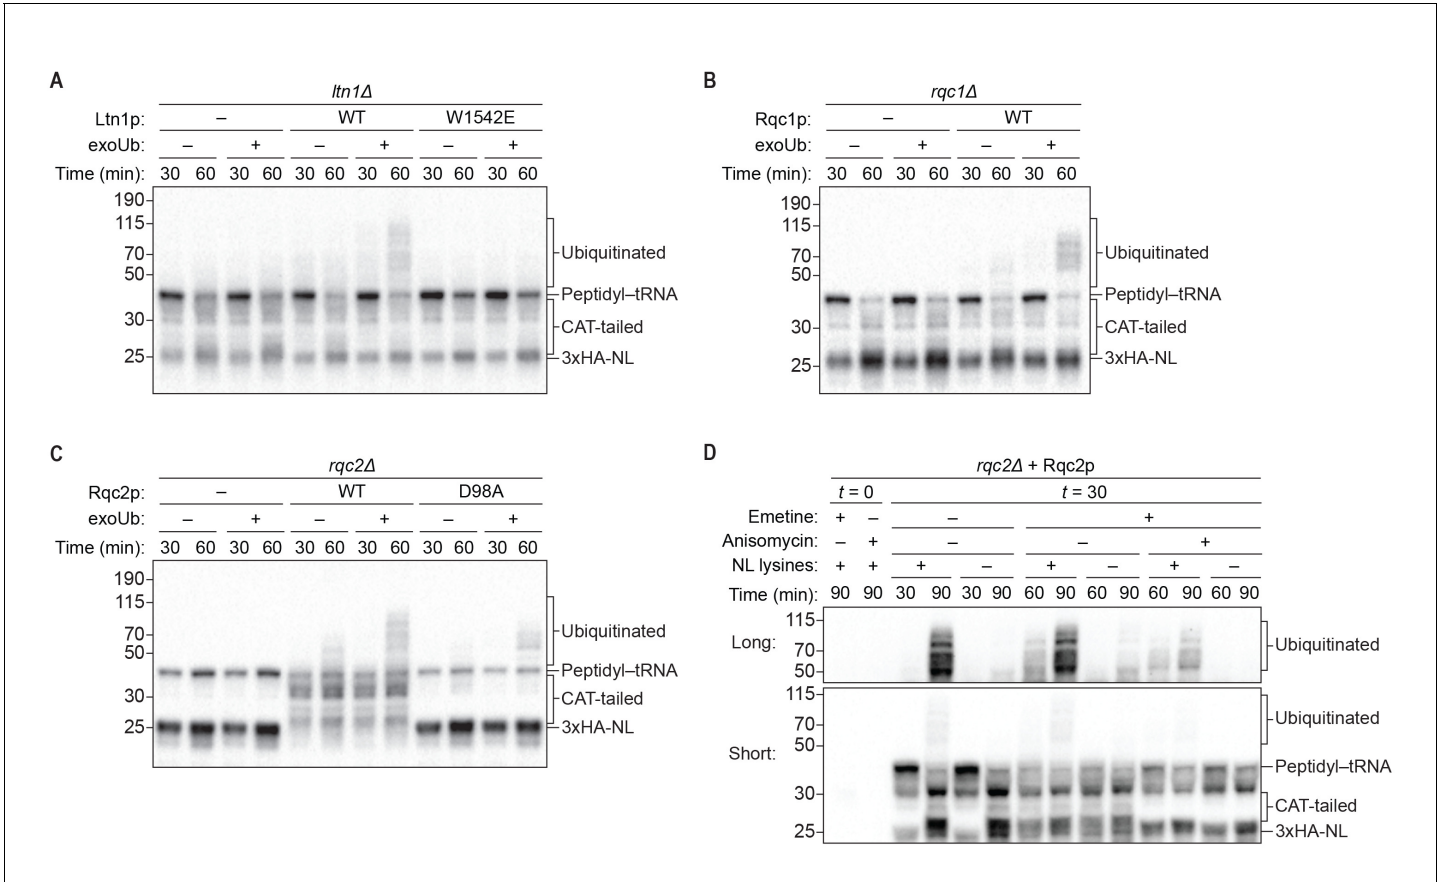 A
ltn1Δ
Ltn1p: – WT W1542E
exoUb: – + – + – +
Time (min): 30 60 30 60 30 60 30 60 30 60 30 60
190
115
70
50
30
25
Ubiquitinated
Peptidyl–tRNA
CAT-tailed
3xHA-NL
B
rqc1Δ
Rqc1p: – WT
exoUb: – + – +
Time (min): 30 60 30 60 30 60 30 60
190
115
70
50
30
25
Ubiquitinated
Peptidyl–tRNA
CAT-tailed
3xHA-NL
C
rqc2Δ
Rqc2p: – WT D98A
exoUb: – + – + – +
Time (min): 30 60 30 60 30 60 30 60 30 60 30 60
190
115
70
50
30
25
Ubiquitinated
Peptidyl–tRNA
CAT-tailed
3xHA-NL
D
rqc2Δ + Rqc2p
t = 0 t = 30
Emetine: + – – +
Anisomycin: – + – – +
NL lysines: + + + – + – + –
Time (min): 90 90 30 90 30 90 60 90 60 90 60 90 60 90
Long:
115
70
50
Ubiquitinated
Short:
115
70
50
30
25
Ubiquitinated
Peptidyl–tRNA
CAT-tailed
3xHA-NL